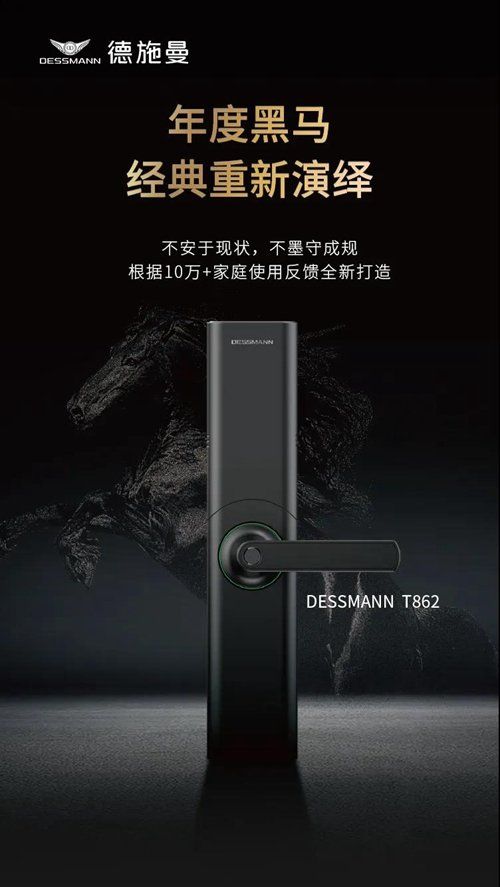 DESSMANN 德施曼
年度黑马
经典重新演绎
不安于现状，不墨守成规
根据10万+家庭使用反馈全新打造
DESSMANN
DESSMANN T862